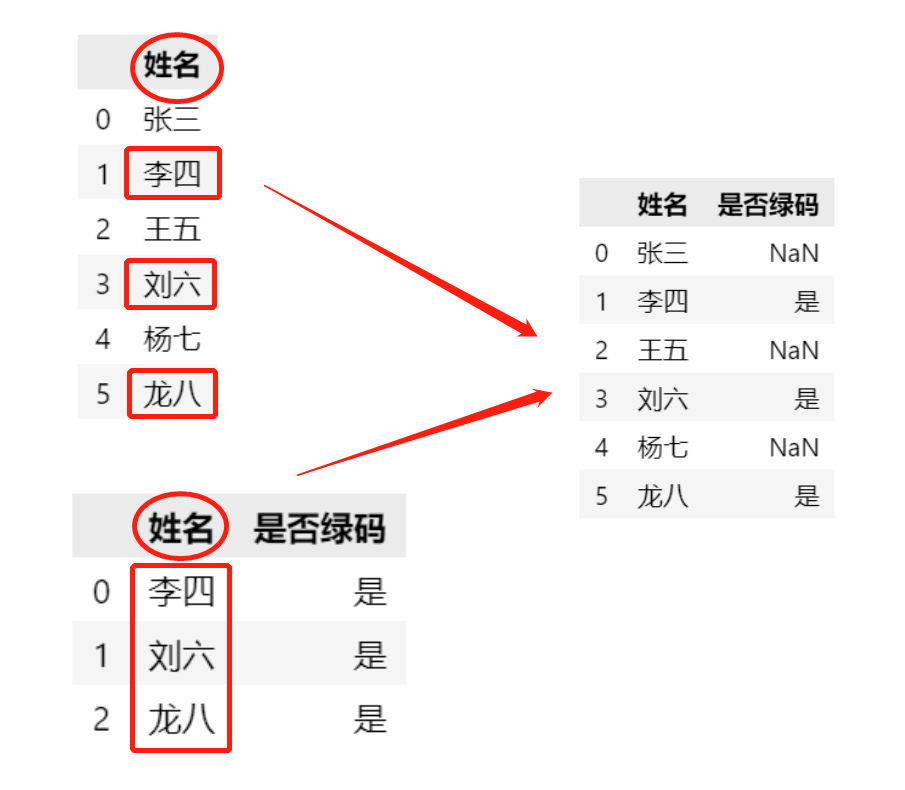 姓名
0 张三
1 李四
2 王五
3 刘六
4 杨七
5 龙八
姓名 是否绿码
0 李四 是
1 刘六 是
2 龙八 是
姓名 是否绿码
0 张三 NaN
1 李四 是
2 王五 NaN
3 刘六 是
4 杨七 NaN
5 龙八 是